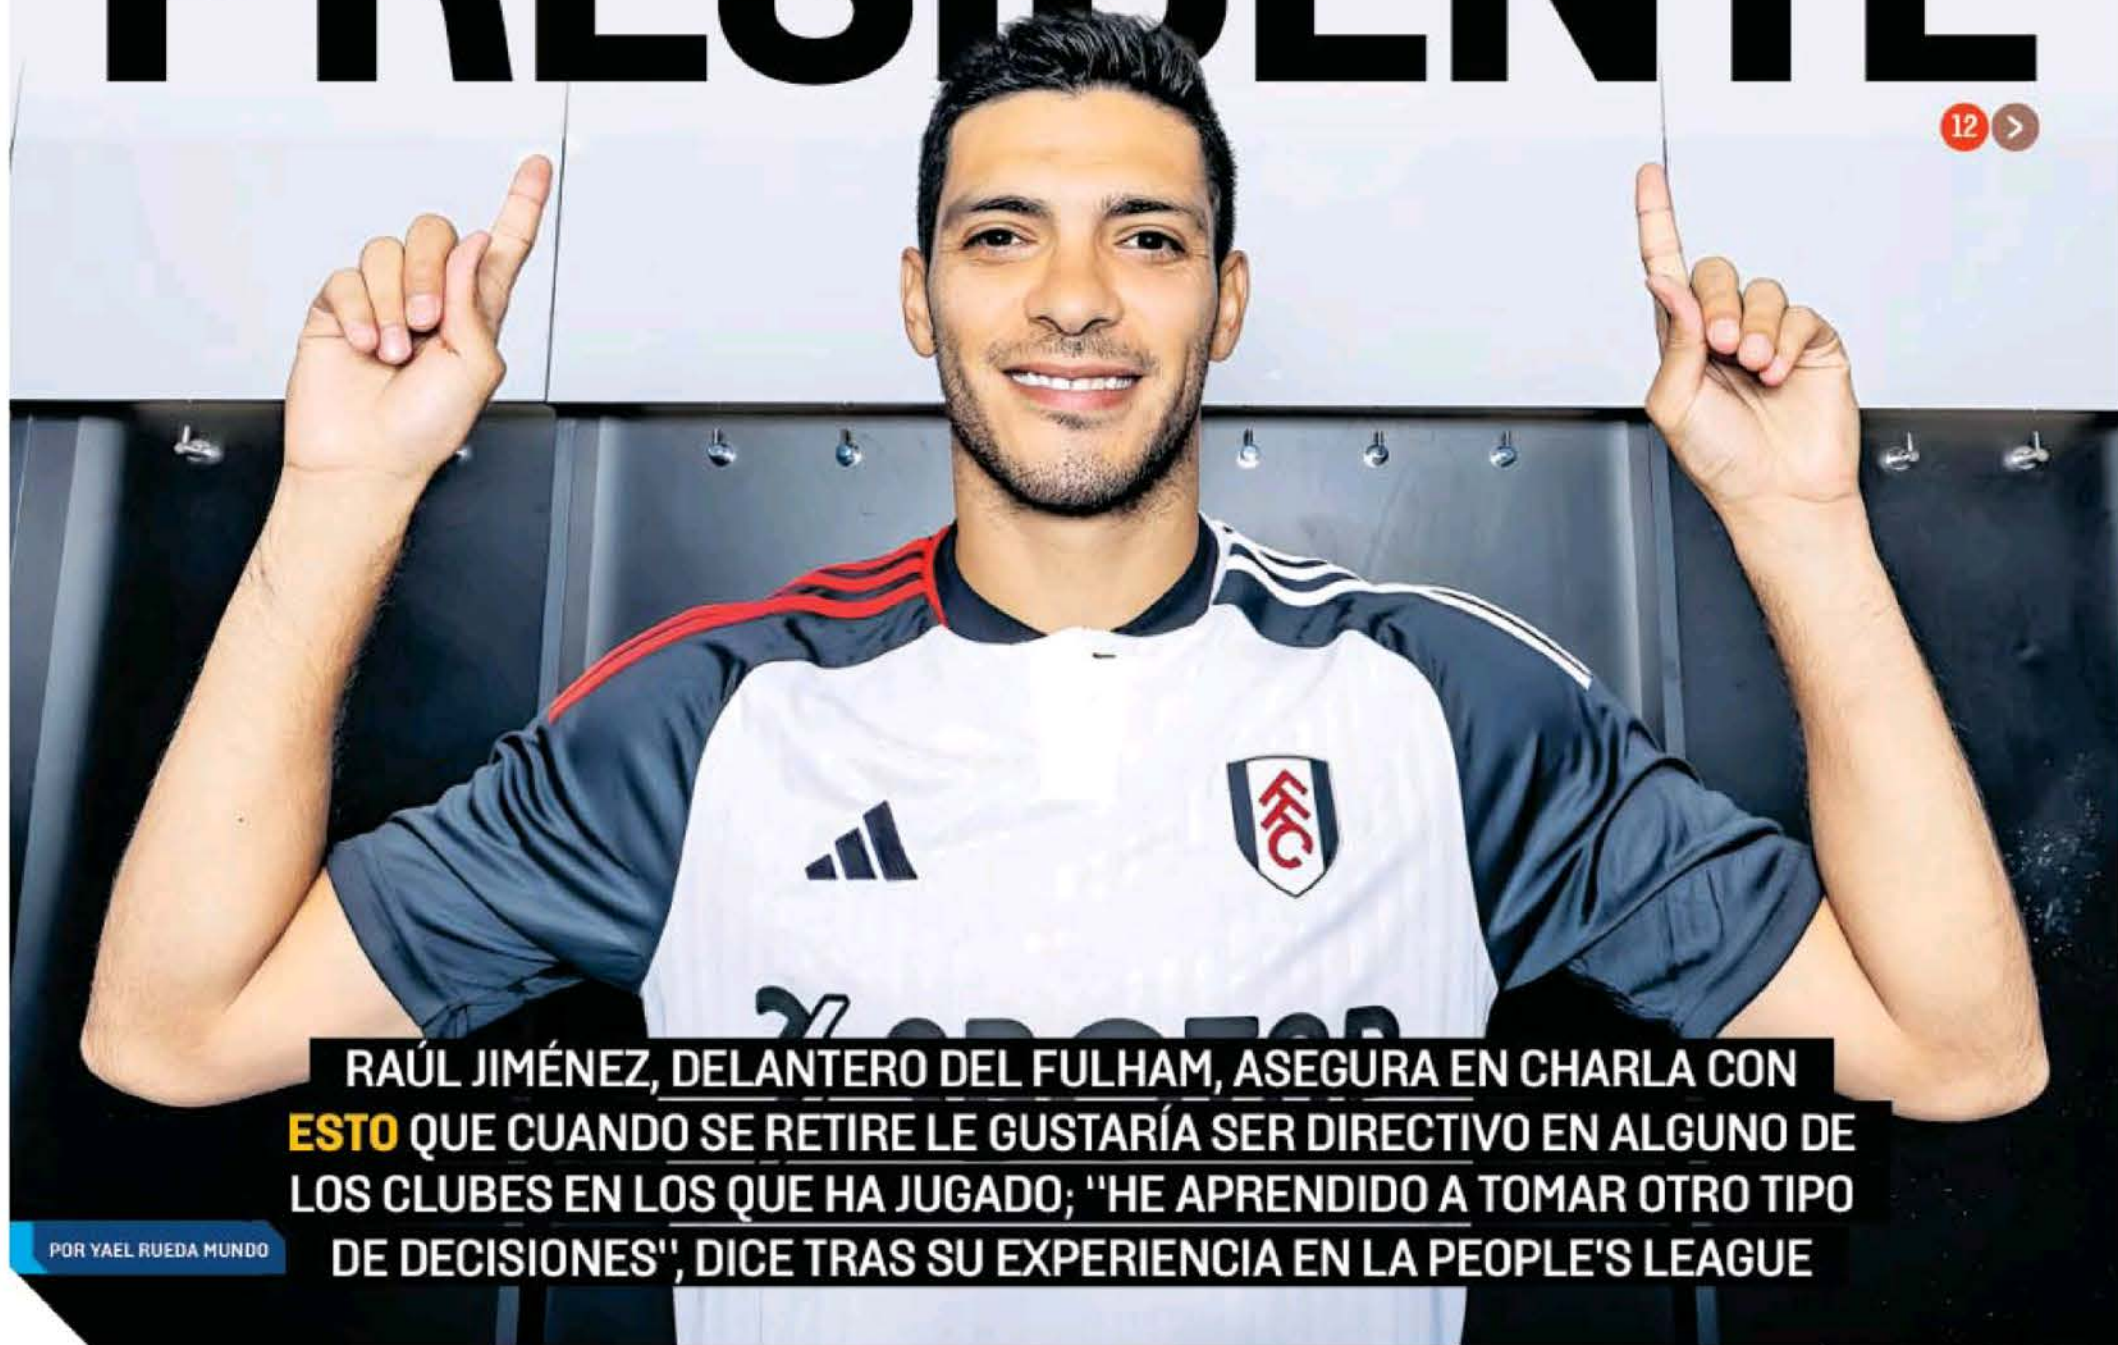 PRESIDENTE
12
FFC
RAÚL JIMÉNEZ, DELANTERO DEL FULHAM, ASEGURA EN CHARLA CON
ESTO QUE CUANDO SE RETIRE LE GUSTARÍA SER DIRECTIVO EN ALGUNO DE
LOS CLUBES EN LOS QUE HA JUGADO; "HE APRENDIDO A TOMAR OTRO TIPO
POR YAEL RUEDA MUNDO
DE DECISIONES", DICE TRAS SU EXPERIENCIA EN LA PEOPLE'S LEAGUE